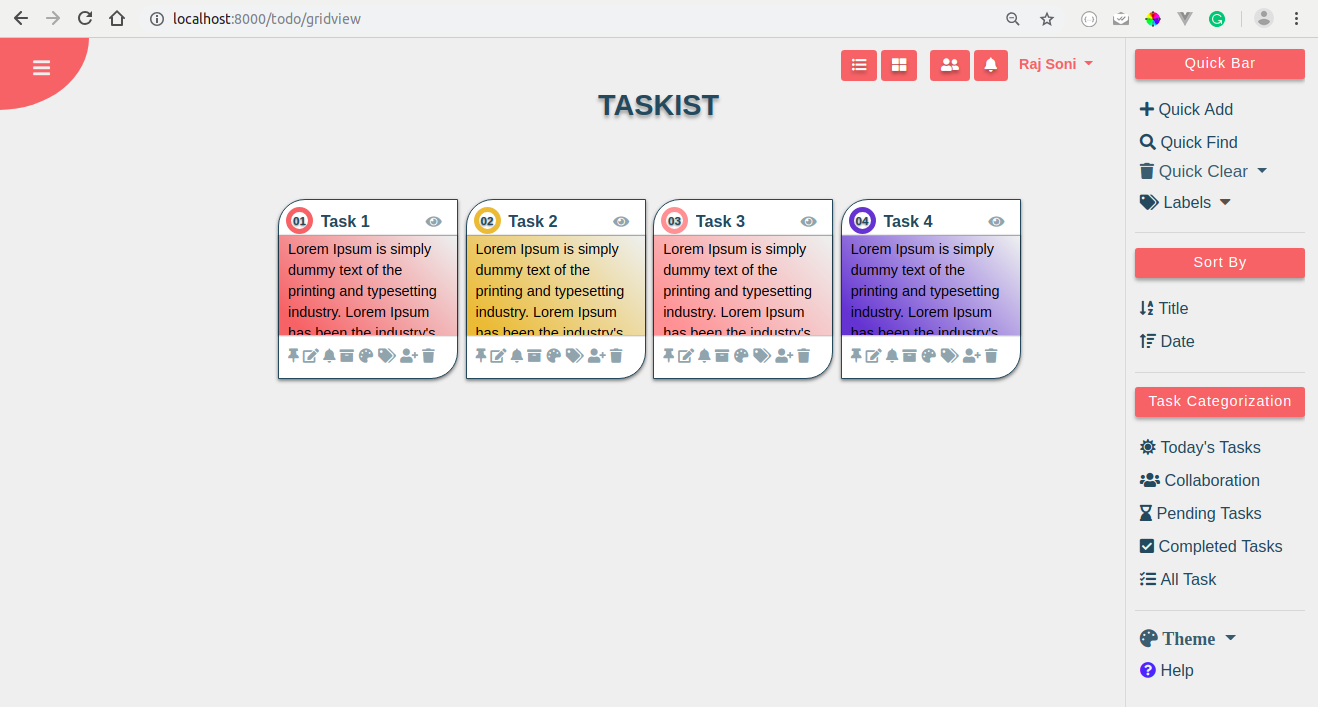 localhost:8000/todo/gridview
Raj Soni
TASKIST
01 Task 1
Lorem Ipsum is simply
dummy text of the
printing and typesetting
industry. Lorem Ipsum
has been the industry's
02 Task 2
Lorem Ipsum is simply
dummy text of the
printing and typesetting
industry. Lorem Ipsum
has been the industry's
03 Task 3
Lorem Ipsum is simply
dummy text of the
printing and typesetting
industry. Lorem Ipsum
has been the industry's
04 Task 4
Lorem Ipsum is simply
dummy text of the
printing and typesetting
industry. Lorem Ipsum
has been the industry's
Quick Bar
Quick Add
Quick Find
Quick Clear
Labels
Sort By
Title
Date
Task Categorization
Today's Tasks
Collaboration
Pending Tasks
Completed Tasks
All Task
Theme
Help